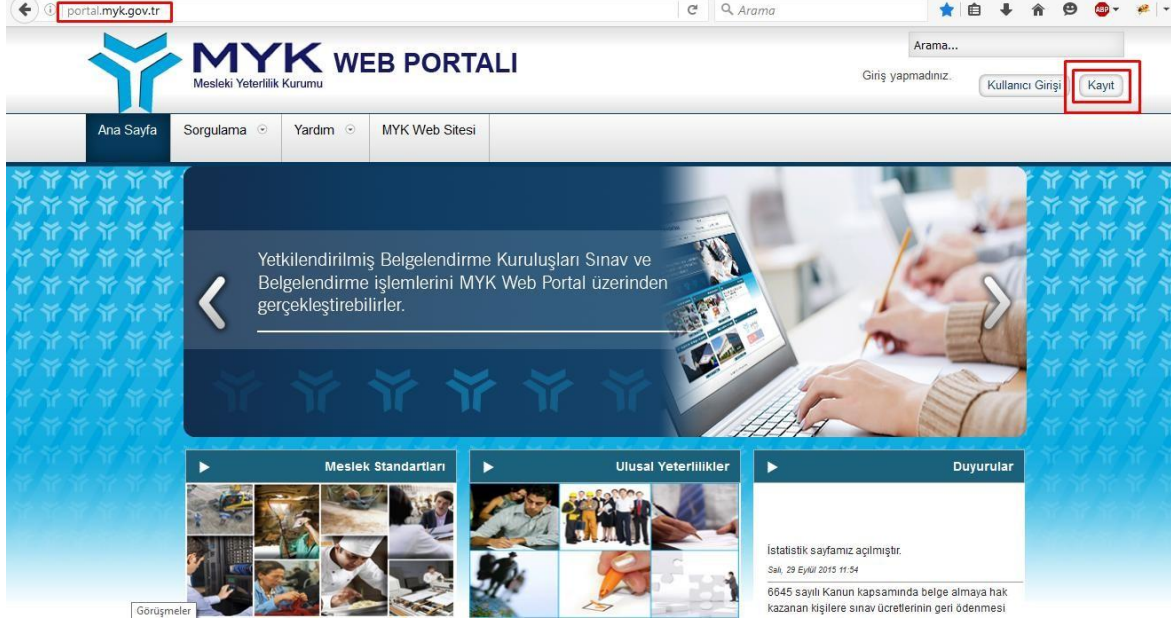 portal.myk.gov.tr
Arama
ABP
MYK WEB PORTALI
Mesleki Yeterlilik Kurumu
Arama...
Giriş yapmadınız.
Kullanıcı Girişi
Kayıt
Ana Sayfa
Sorgulama
Yardım
MYK Web Sitesi
Yetkilendirilmiş Belgelendirme Kuruluşları Sınav ve
Belgelendirme işlemlerini MYK Web Portal üzerinden
gerçekleştirebilirler.
Meslek Standartları
Ulusal Yeterlilikler
Duyurular
İstatistik sayfamız açılmıştır.
Salı, 29 Eylül 2015 11:54
6645 sayılı Kanun kapsamında belge almaya hak
kazanan kişilere sınav ücretlerinin geri ödenmesi
Görüşmeler